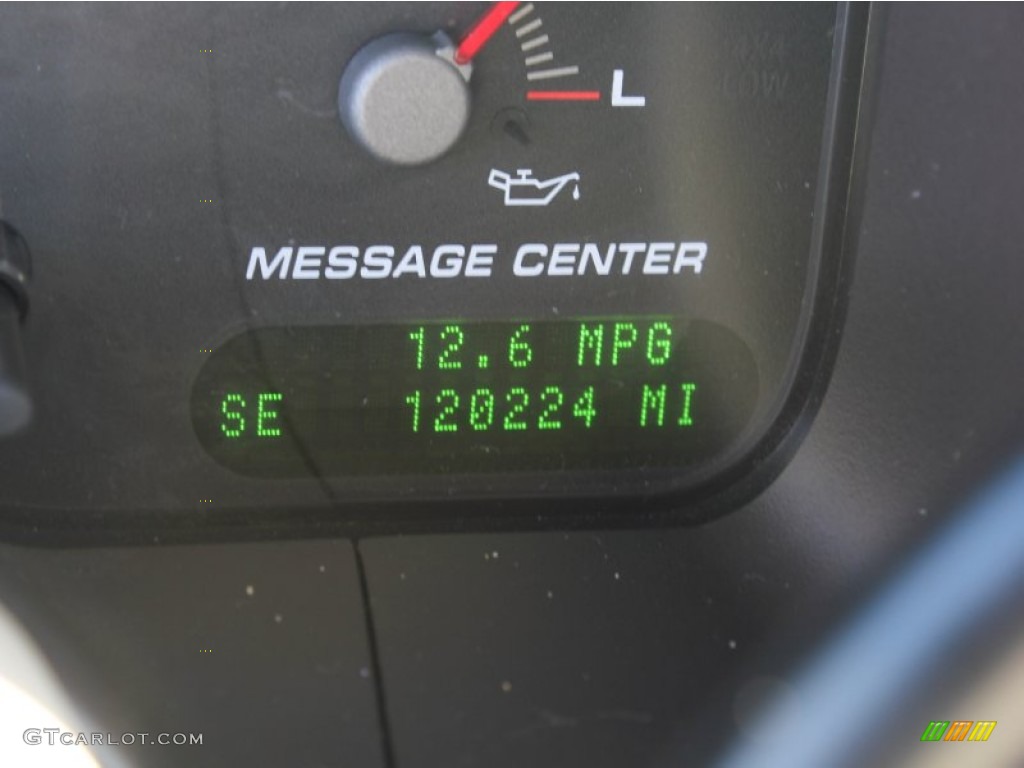 L
MESSAGE CENTER
12.6 MPG
SE 120224 MI
GTCARLOT.COM